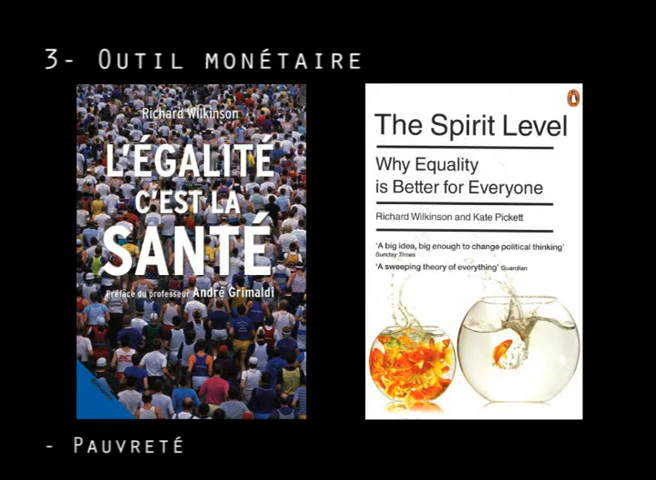 3- OUTIL MONÉTAIRE
Richard Wilkinson
L'ÉGALITÉ
C'EST LA
SANTÉ
Préface du professeur André Grimaldi
The Spirit Level
Why Equality
is Better for Everyone
Richard Wilkinson and Kate Pickett
'A big idea, big enough to change political thinking'
Sunday Times
'A sweeping theory of everything' Guardian
- PAUVRETÉ